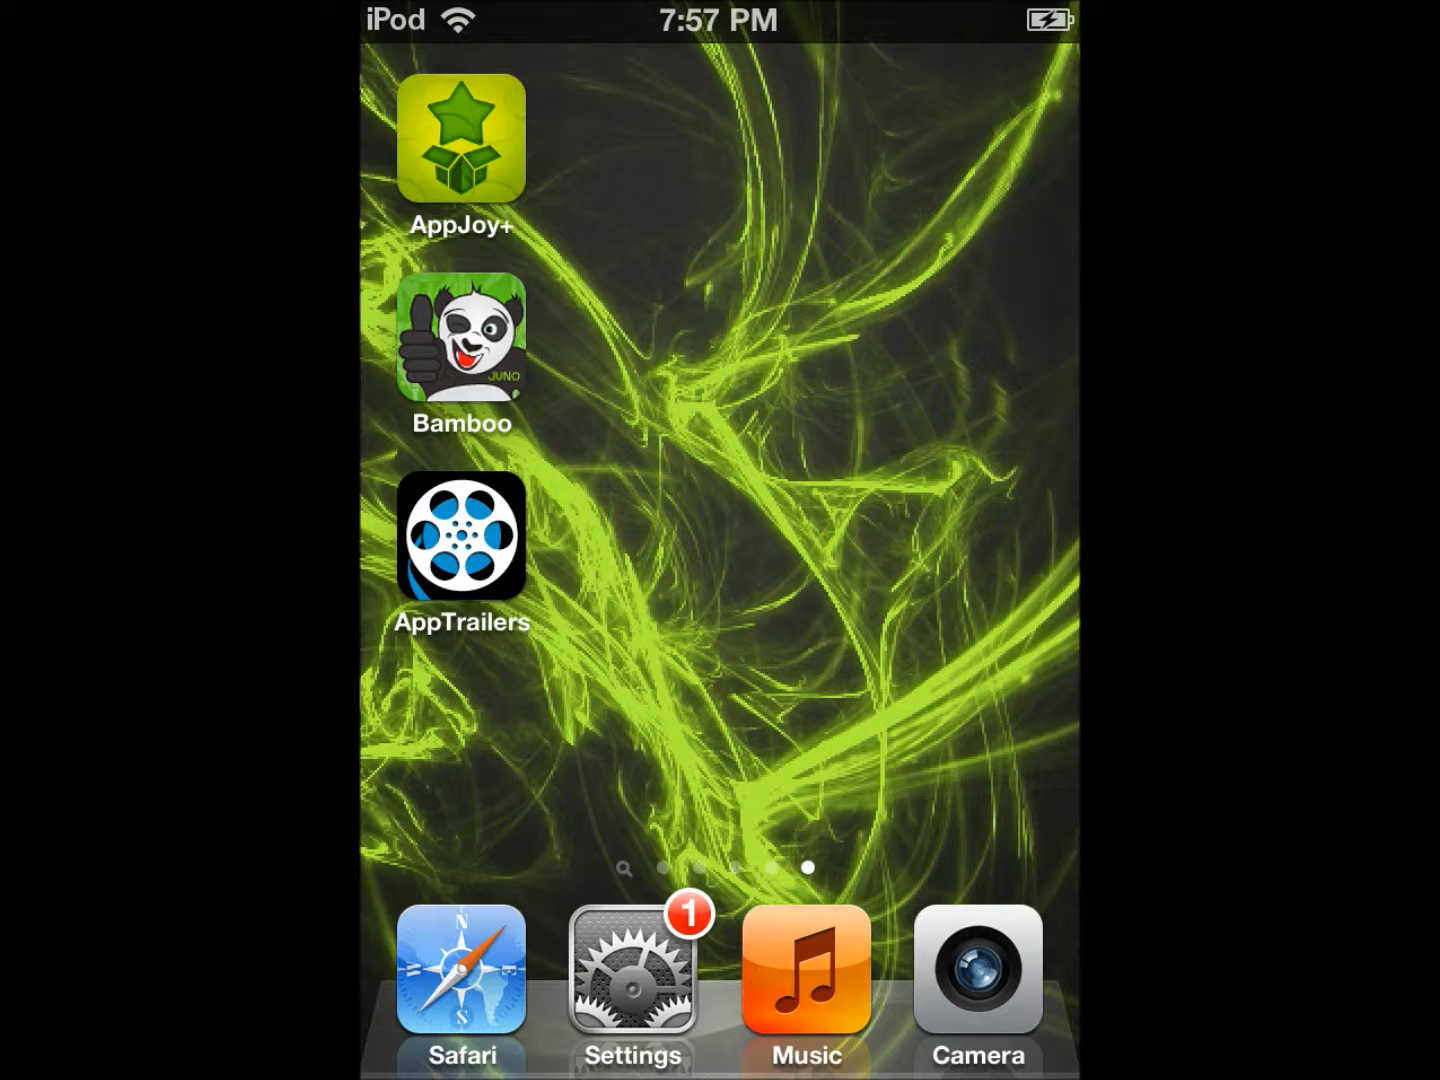 iPod 7:57 PM
AppJoy+
JUNO
Bamboo
AppTrailers
1
N
S
Safari Settings Music Camera